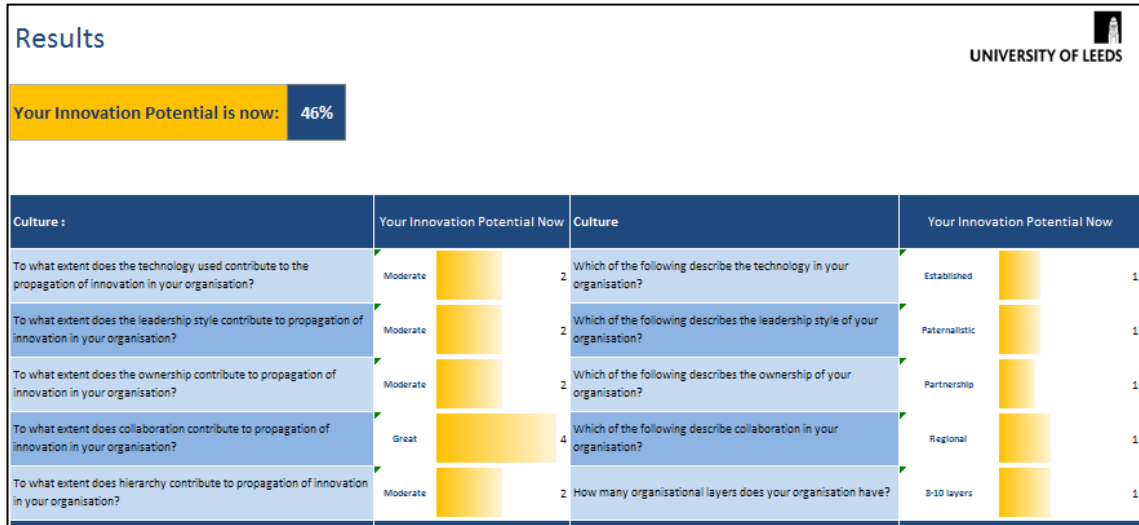 Results
UNIVERSITY OF LEEDS
Your Innovation Potential is now: 46%
Culture : Your Innovation Potential Now Culture Your Innovation Potential Now
To what extent does the technology used contribute to the
propagation of innovation in your organisation?
Moderate 2
Which of the following describe the technology in your
organisation?
Established 1
To what extent does the leadership style contribute to propagation of
innovation in your organisation?
Moderate 2
Which of the following describes the leadership style of your
organisation?
Paternalistic 1
To what extent does the ownership contribute to propagation of
innovation in your organisation?
Moderate 2
Which of the following describes the ownership of your
organisation?
Partnership 1
To what extent does collaboration contribute to propagation of
innovation in your organisation?
Great 4
Which of the following describe collaboration in your
organisation?
Regional 1
To what extent does hierarchy contribute to propagation of innovation
in your organisation?
Moderate 2
How many organisational layers does your organisation have?
8-10 layers 1